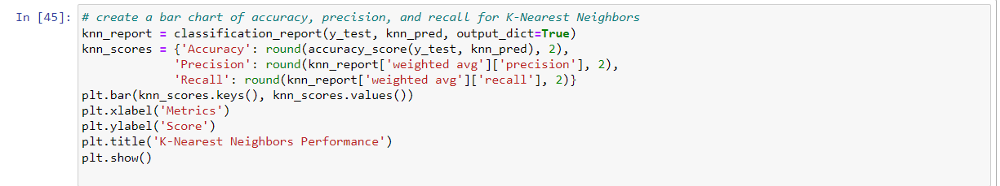 In [45]: # create a bar chart of accuracy, precision, and recall for K-Nearest Neighbors
knn_report = classification_report(y_test, knn_pred, output_dict=True)
knn_scores = {'Accuracy': round(accuracy_score(y_test, knn_pred), 2),
              'Precision': round(knn_report['weighted avg']['precision'], 2),
              'Recall': round(knn_report['weighted avg']['recall'], 2)}
plt.bar(knn_scores.keys(), knn_scores.values())
plt.xlabel('Metrics')
plt.ylabel('Score')
plt.title('K-Nearest Neighbors Performance')
plt.show()